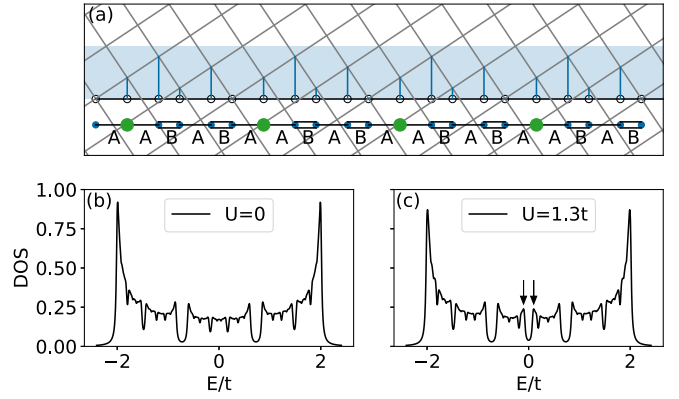 (a)
A A B A B A A B A B A A B A B A A B A B
(b)
U=0
(c)
U=1.3t
DOS
1.00
0.75
0.50
0.25
0.00
−2 0 2
−2 0 2
E/t
E/t